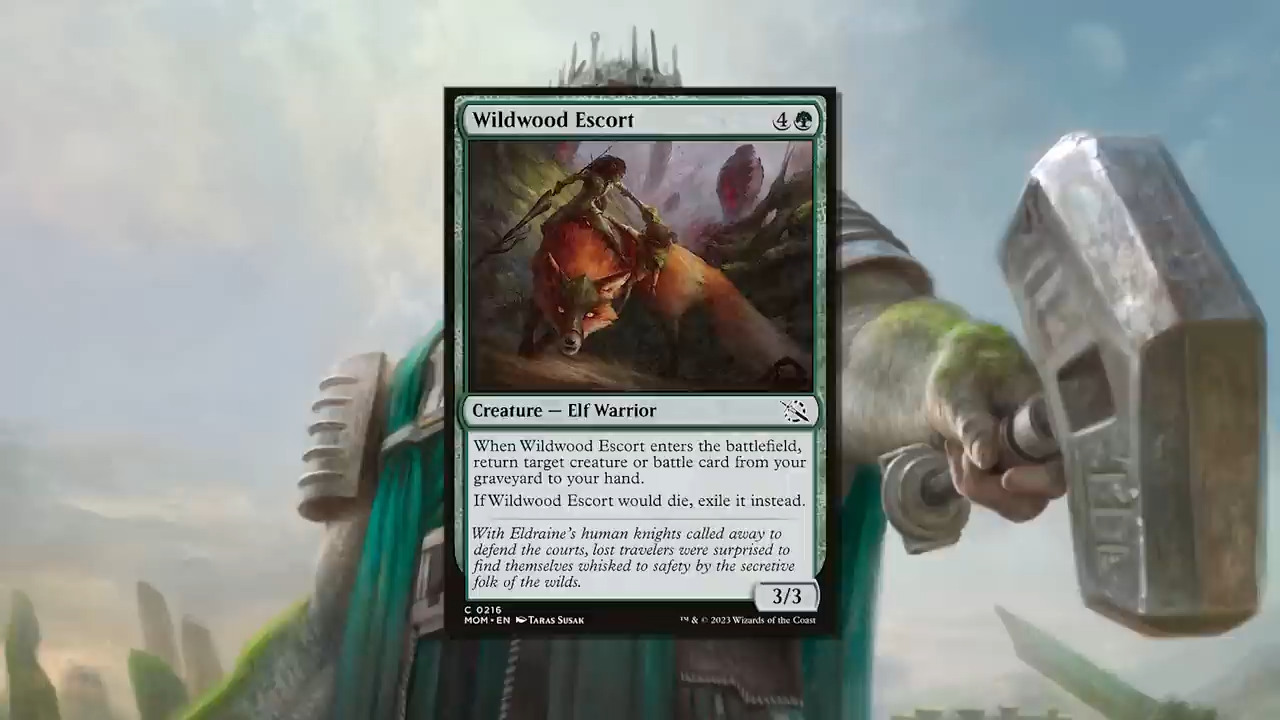 Wildwood Escort 4
Creature — Elf Warrior
When Wildwood Escort enters the battlefield,
return target creature or battle card from your
graveyard to your hand.
If Wildwood Escort would die, exile it instead.
With Eldraine's human knights called away to
defend the courts, lost travelers were surprised to
find themselves whisked to safety by the secretive
folk of the wilds.
3/3
C 0216
MOM • EN Taras Susak ™ & © 2023 Wizards of the Coast